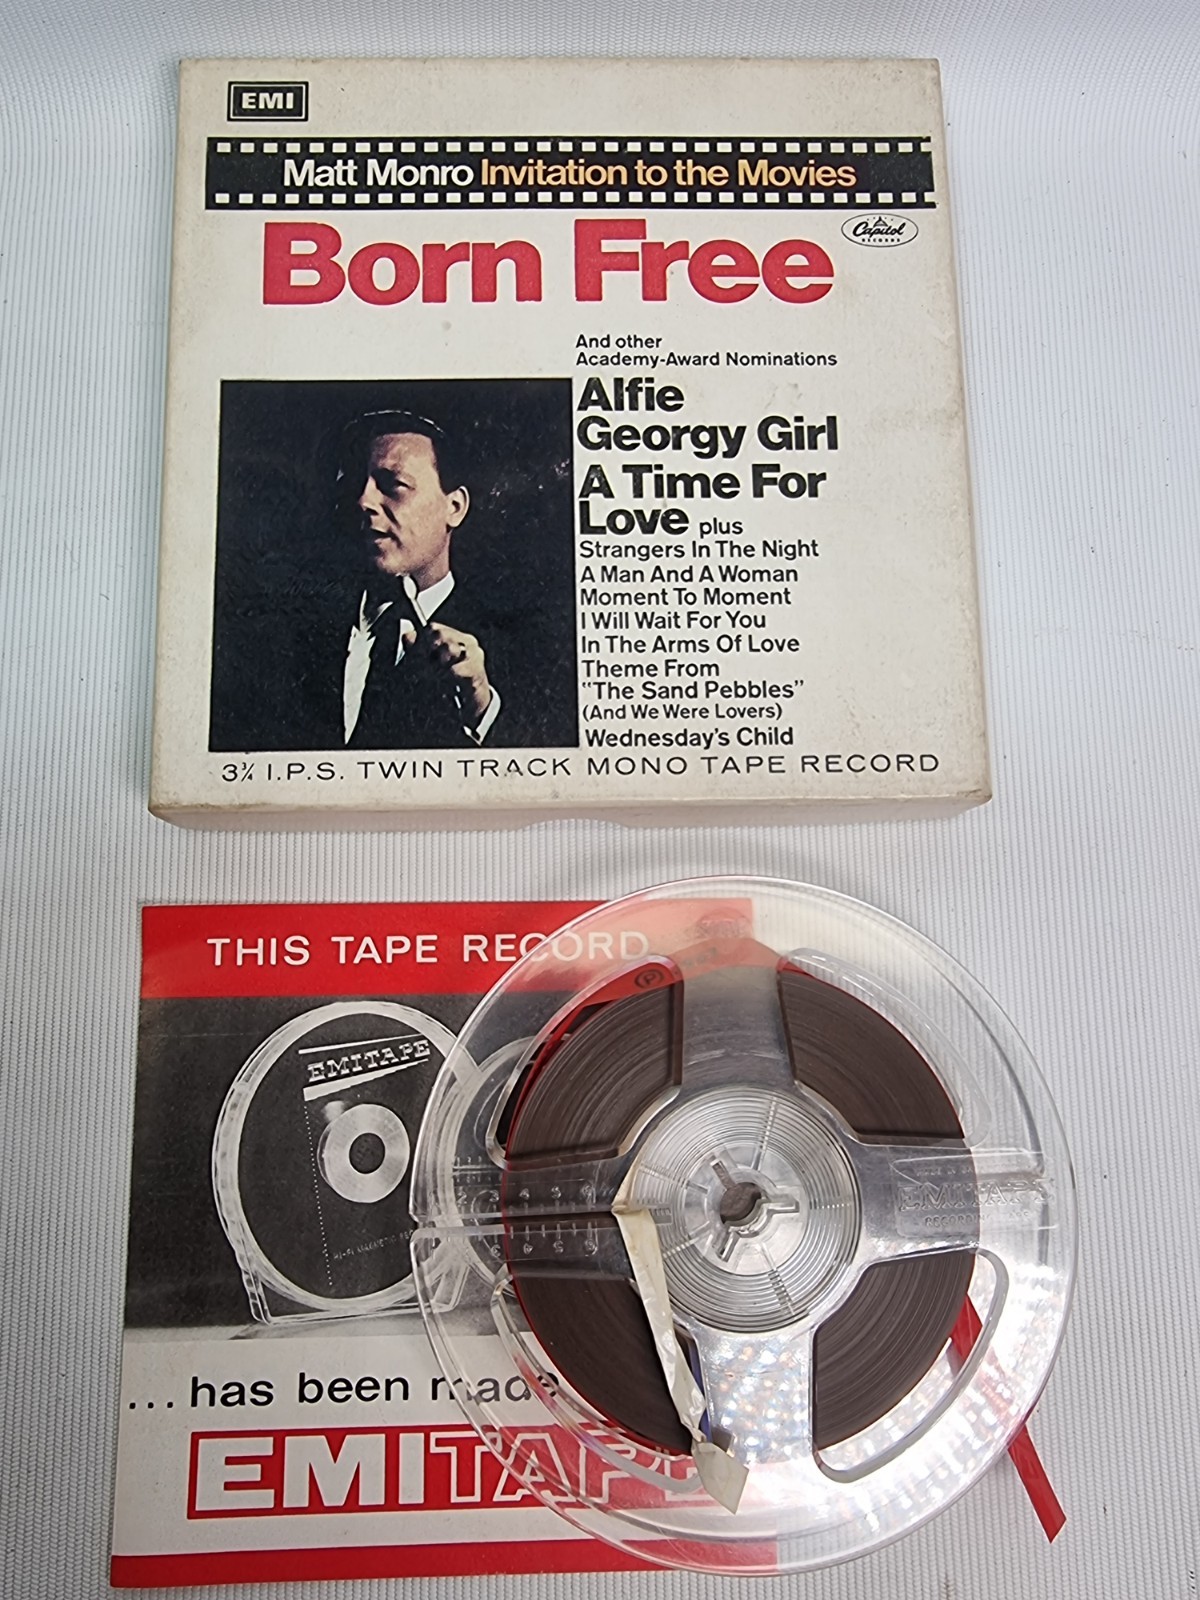 EMI
Matt Monro Invitation to the Movies
Born Free
Capitol
RECORDS
And other
Academy-Award Nominations
Alfie
Georgy Girl
A Time For
Love plus
Strangers In The Night
A Man And A Woman
Moment To Moment
I Will Wait For You
In The Arms Of Love
Theme From
"The Sand Pebbles"
(And We Were Lovers)
Wednesday's Child
3¾ I.P.S. TWIN TRACK MONO TAPE RECORD
THIS TAPE RECORD
EMITAPE
...has been made
EMITAPE
EMITAPE